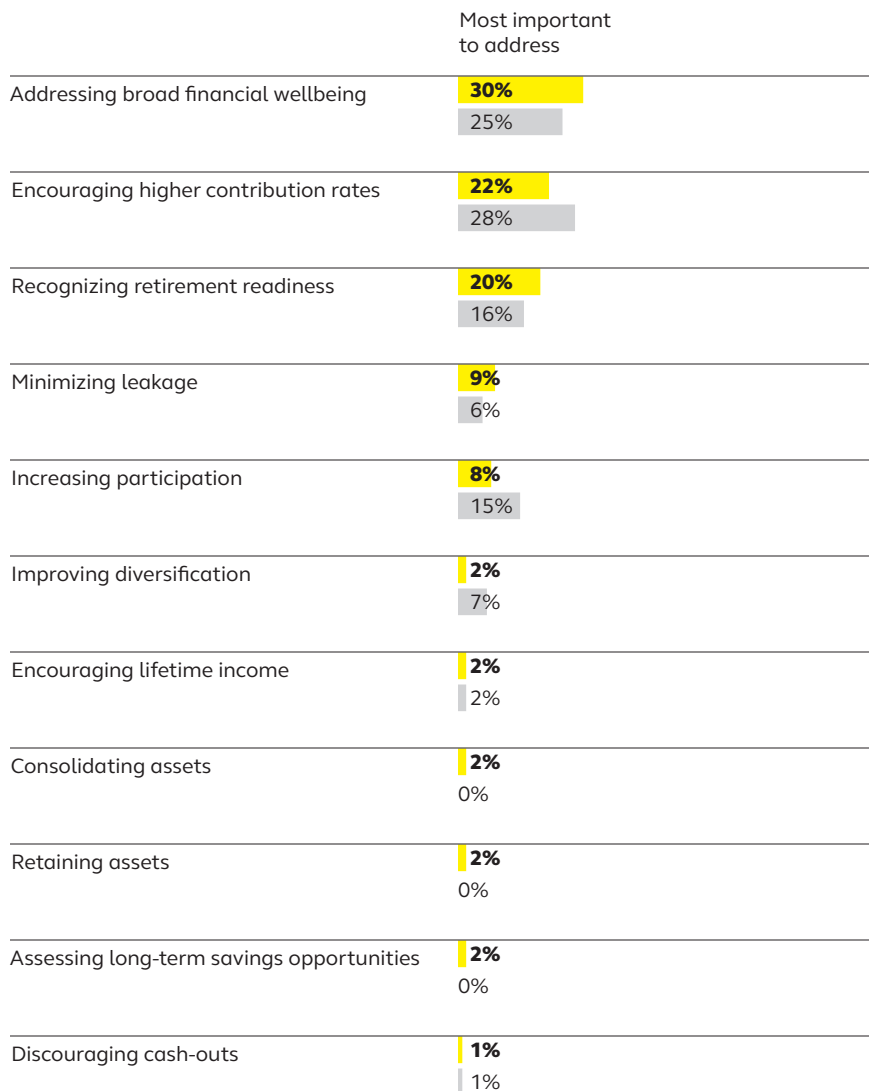 Most important
to address
Addressing broad financial wellbeing
30%
25%
Encouraging higher contribution rates
22%
28%
Recognizing retirement readiness
20%
16%
Minimizing leakage
9%
6%
Increasing participation
8%
15%
Improving diversification
2%
7%
Encouraging lifetime income
2%
2%
Consolidating assets
2%
0%
Retaining assets
2%
0%
Assessing long-term savings opportunities
2%
0%
Discouraging cash-outs
1%
1%